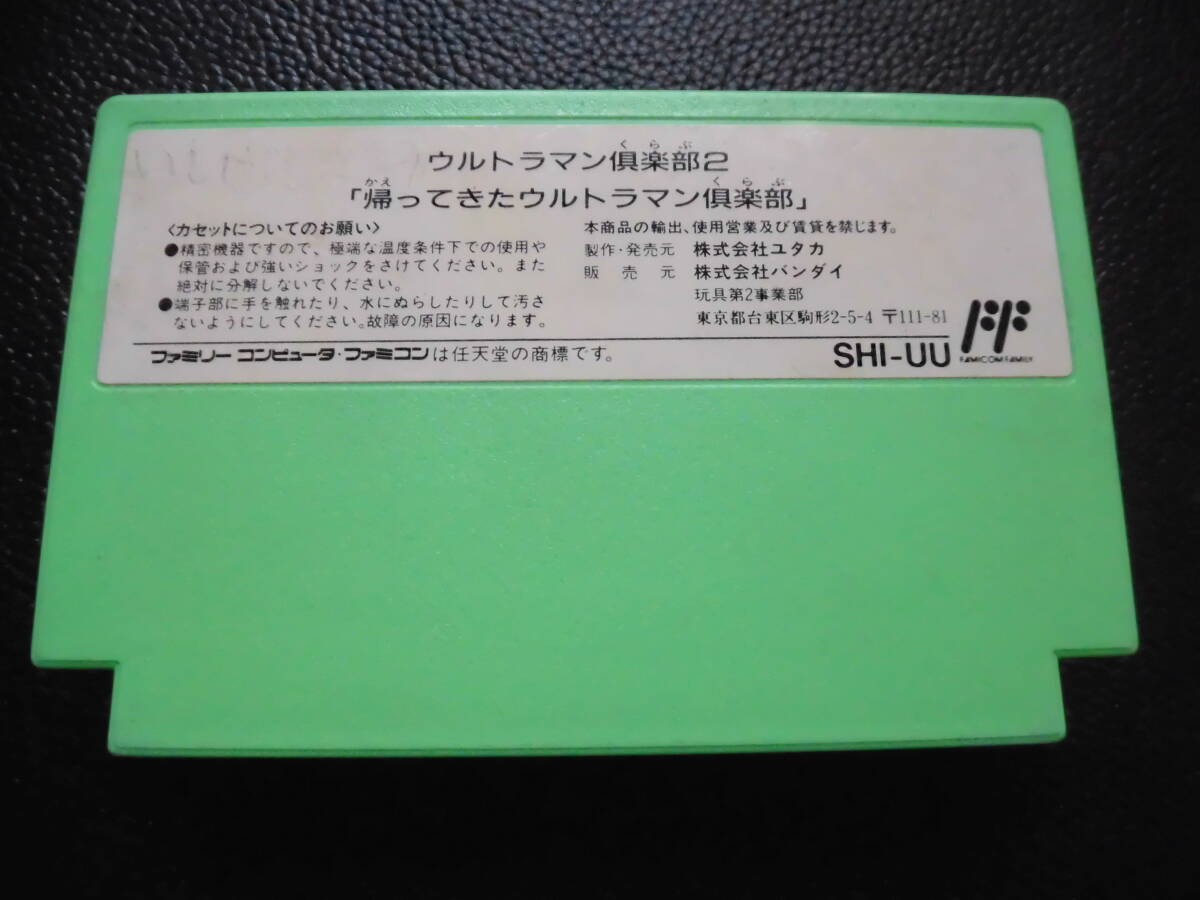 ウルトラマン倶楽部2
くらぶ
「帰ってきたウルトラマン倶楽部」
かえ
くらぶ
〈カセットについてのお願い〉
●精密機器ですので、極端な温度条件下での使用や
保管および強いショックをさけてください。また
絶対に分解しないでください。
●端子部に手を触れたり、水にぬらしたりして汚さ
ないようにしてください。故障の原因になります。
本商品の輸出、使用営業及び賃貸を禁じます。
製作・発売元 株式会社ユタカ
販売元 株式会社バンダイ
玩具第2事業部
東京都台東区駒形2-5-4 〒111-81
ファミリーコンピュータ・ファミコンは任天堂の商標です。
SHI-UU
FAMICOM FAMILY